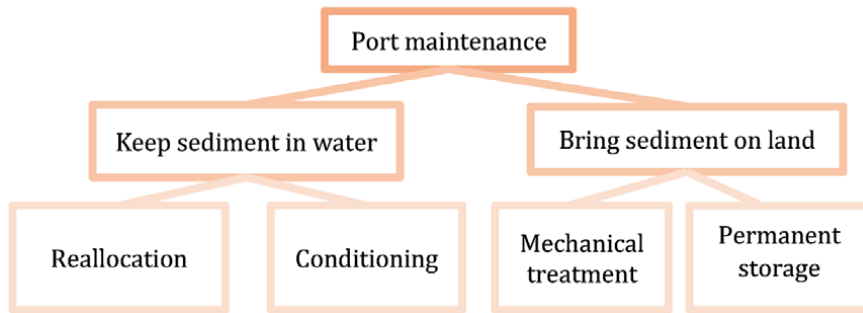 Port maintenance
Keep sediment in water
Bring sediment on land
Reallocation
Conditioning
Mechanical
treatment
Permanent
storage